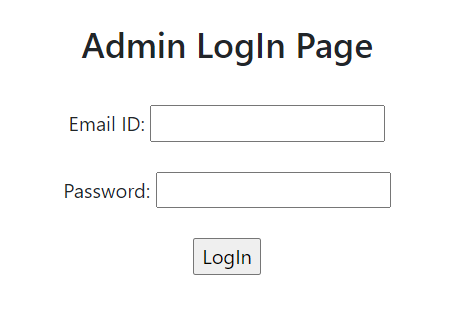 Admin LogIn Page
Email ID:
Password:
LogIn